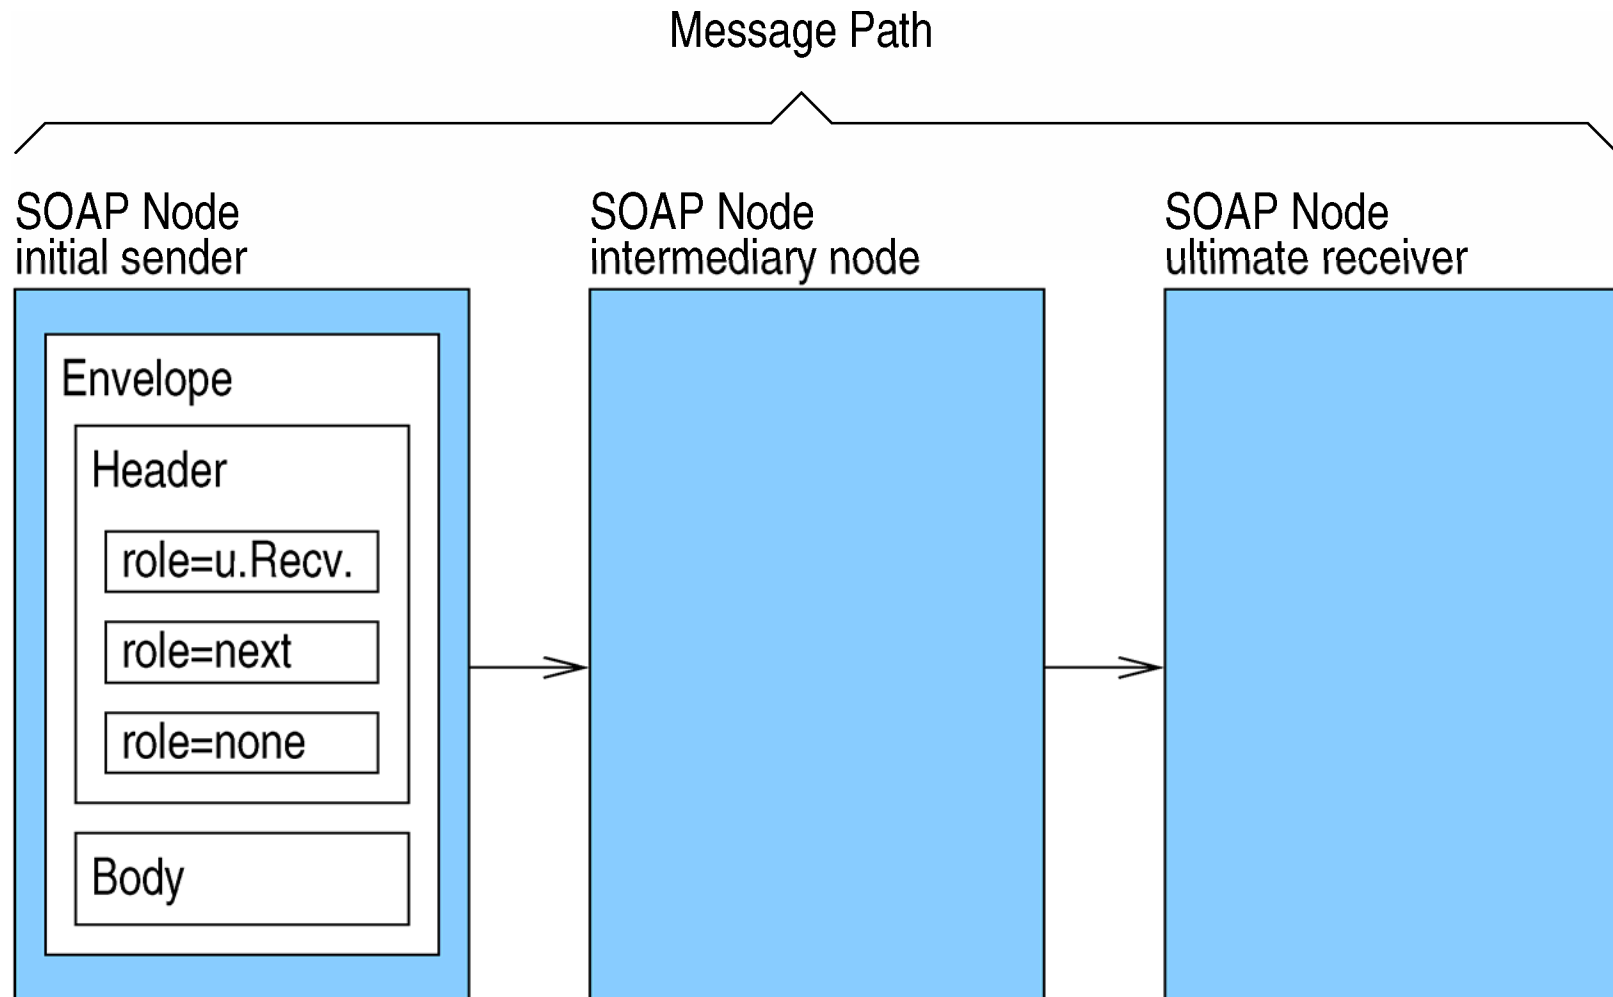 Message Path
SOAP Node
initial sender
SOAP Node
intermediary node
SOAP Node
ultimate receiver
Envelope
Header
role=u.Recv.
role=next
role=none
Body